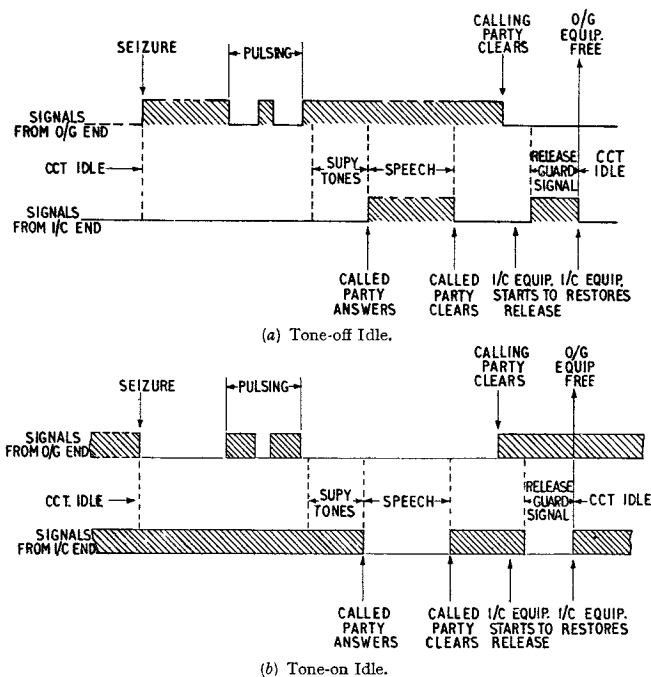 SEIZURE
PULSING
CALLING
PARTY
CLEARS
O/G
EQUIP.
FREE
SIGNALS
FROM O/G END
CCT IDLE
SUPY
TONES
SPEECH
RELEASE
GUARD
SIGNAL
CCT
IDLE
SIGNALS
FROM I/C END
CALLED
PARTY
ANSWERS
CALLED
PARTY
CLEARS
I/C EQUIP.
STARTS TO
RELEASE
I/C EQUIP.
RESTORES
(a) Tone-off Idle.
SEIZURE
PULSING
CALLING
PARTY
CLEARS
O/G
EQUIP
FREE
SIGNALS
FROM O/G END
CCT. IDLE
SUPY
TONES
SPEECH
RELEASE
GUARD
SIGNAL
CCT IDLE
SIGNALS
FROM I/C END
CALLED
PARTY
ANSWERS
CALLED
PARTY
CLEARS
I/C EQUIP.
STARTS TO
RELEASE
I/C EQUIP.
RESTORES
(b) Tone-on Idle.